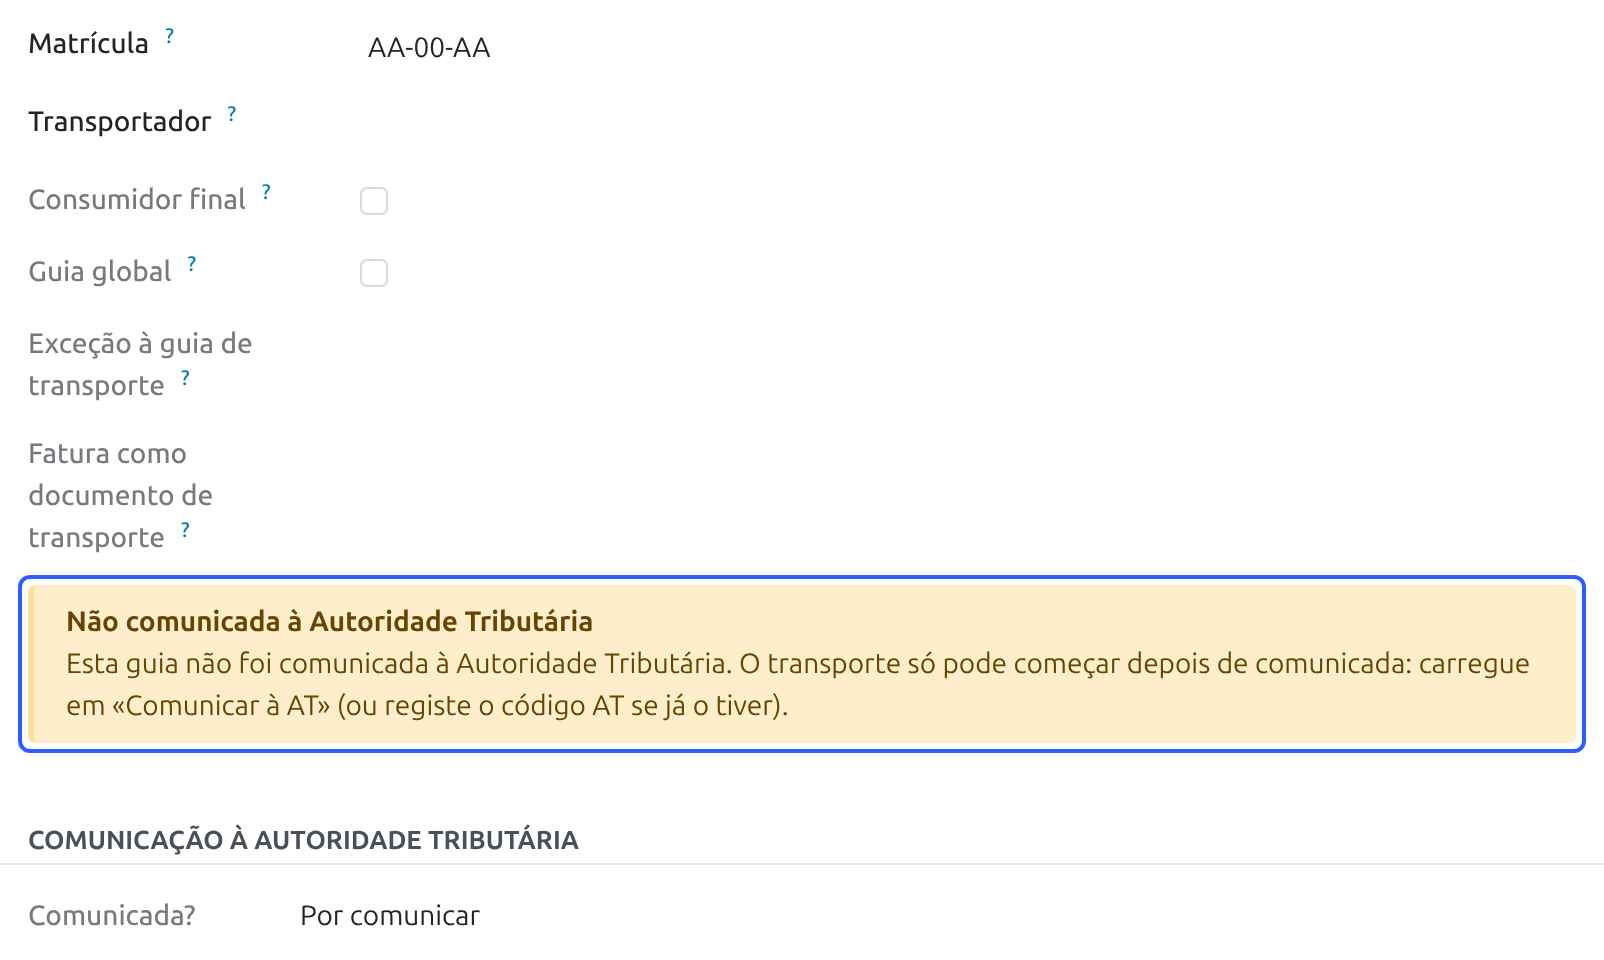 Matrícula ?
AA-00-AA
Transportador ?
Consumidor final ?
Guia global ?
Exceção à guia de
transporte ?
Fatura como
documento de
transporte ?
Não comunicada à Autoridade Tributária
Esta guia não foi comunicada à Autoridade Tributária. O transporte só pode começar depois de comunicada: carregue
em «Comunicar à AT» (ou registe o código AT se já o tiver).
COMUNICAÇÃO À AUTORIDADE TRIBUTÁRIA
Comunicada?
Por comunicar